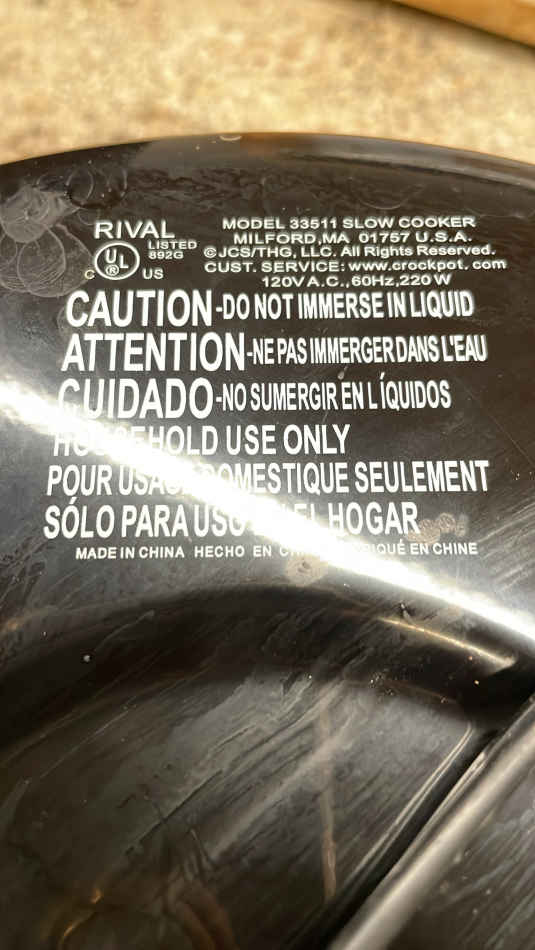 RIVAL
LISTED
892G
C UL ® US
MODEL 33511 SLOW COOKER
MILFORD,MA 01757 U.S.A.
©JCS/THG, LLC. All Rights Reserved.
CUST. SERVICE: www.crockpot.com
120V A.C.,60Hz,220W
CAUTION-DO NOT IMMERSE IN LIQUID
ATTENTION-NE PAS IMMERGER DANS L'EAU
CUIDADO-NO SUMERGIR EN LÍQUIDOS
HOUSEHOLD USE ONLY
POUR USAGE DOMESTIQUE SEULEMENT
SÓLO PARA USO EN EL HOGAR
MADE IN CHINA HECHO EN EN CHINE